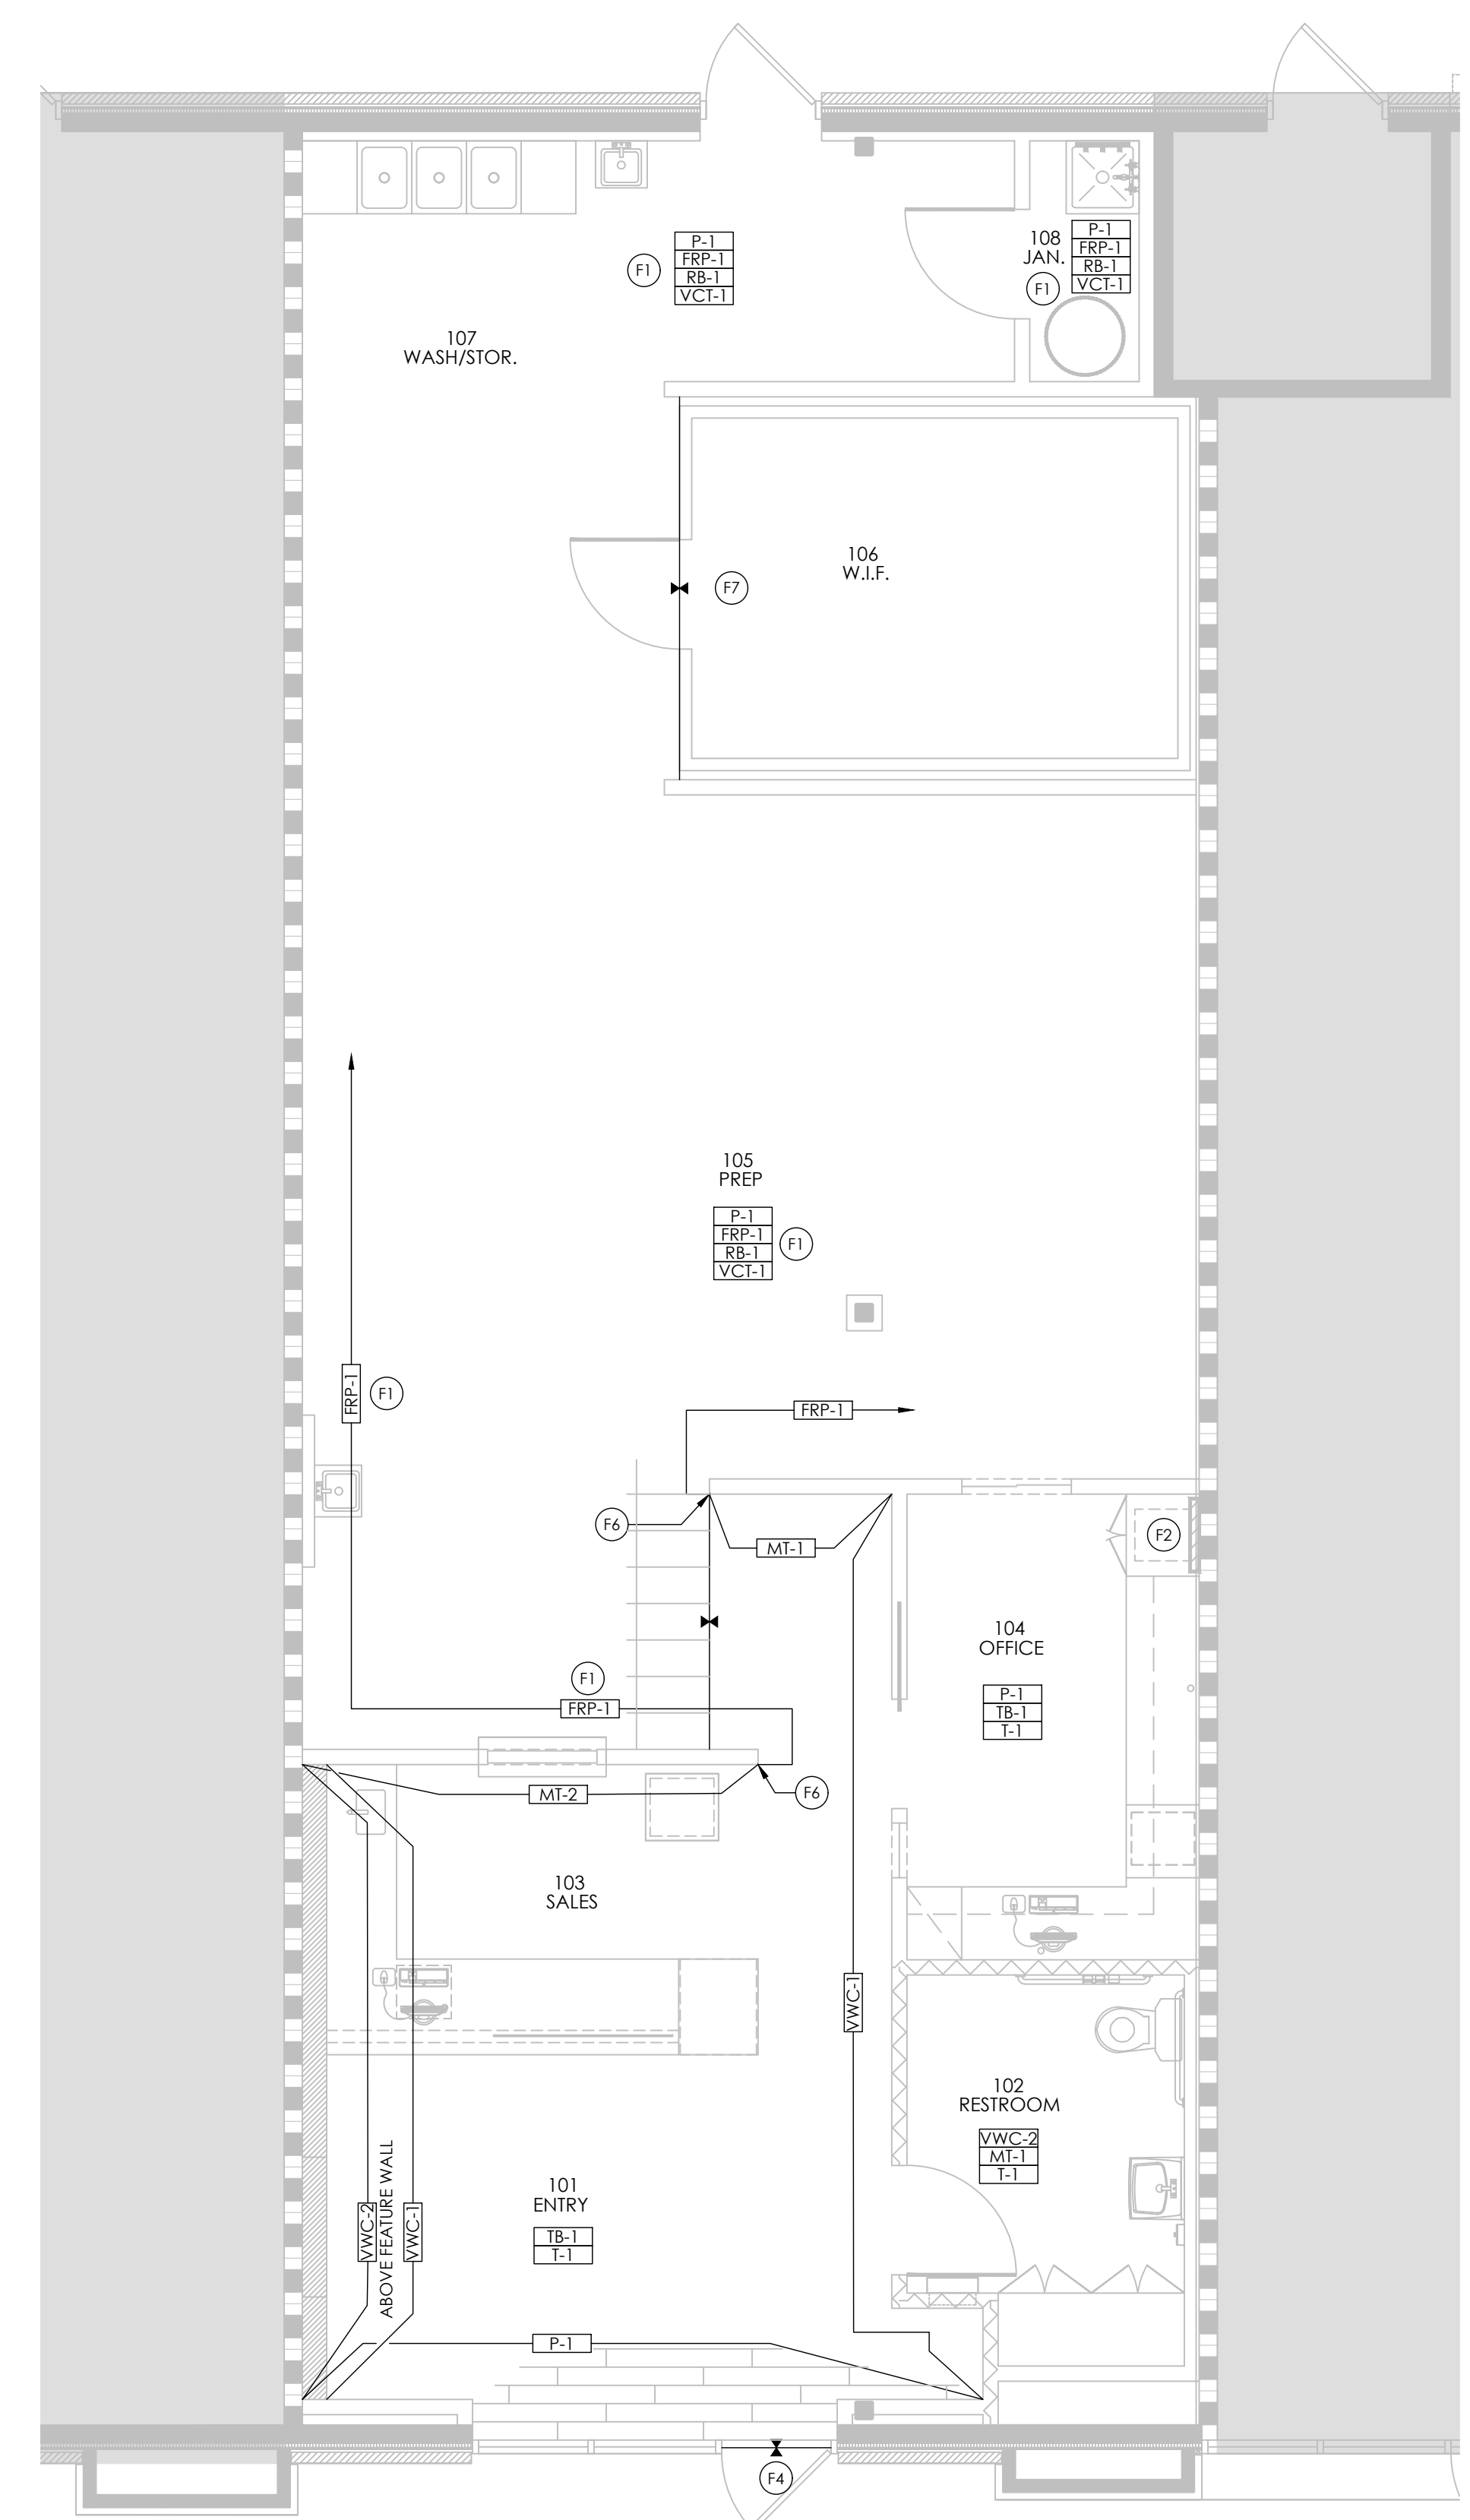 P-1
FRP-1
RB-1
VCT-1
F1
108
JAN.
P-1
FRP-1
RB-1
VCT-1
F1
107
WASH/STOR.
106
W.I.F.
F7
105
PREP
P-1
FRP-1
RB-1
VCT-1
F1
FRP-1
F1
FRP-1
F6
MT-1
F2
104
OFFICE
P-1
TB-1
T-1
F1
FRP-1
MT-2
F6
103
SALES
VWC-1
102
RESTROOM
VWC-2
MT-1
T-1
101
ENTRY
TB-1
T-1
VWC-2
ABOVE FEATURE WALL
VWC-1
P-1
F4